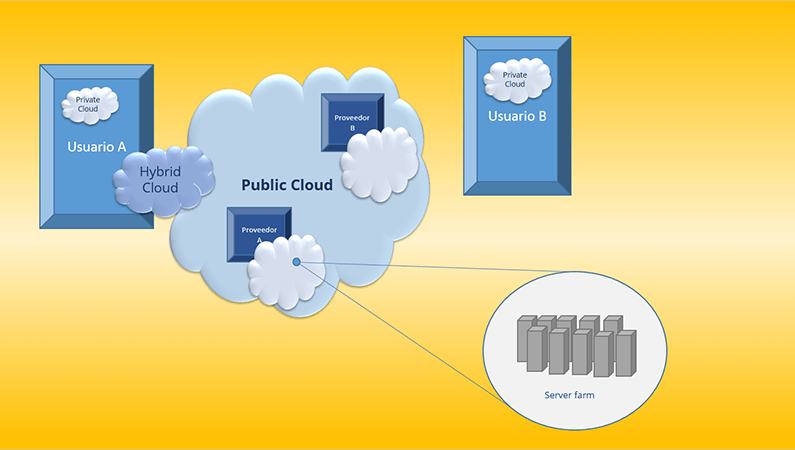 Private
Cloud
Usuario A
Hybrid
Cloud
Public Cloud
Proveedor
B
Proveedor
A
Private
Cloud
Usuario B
Server farm